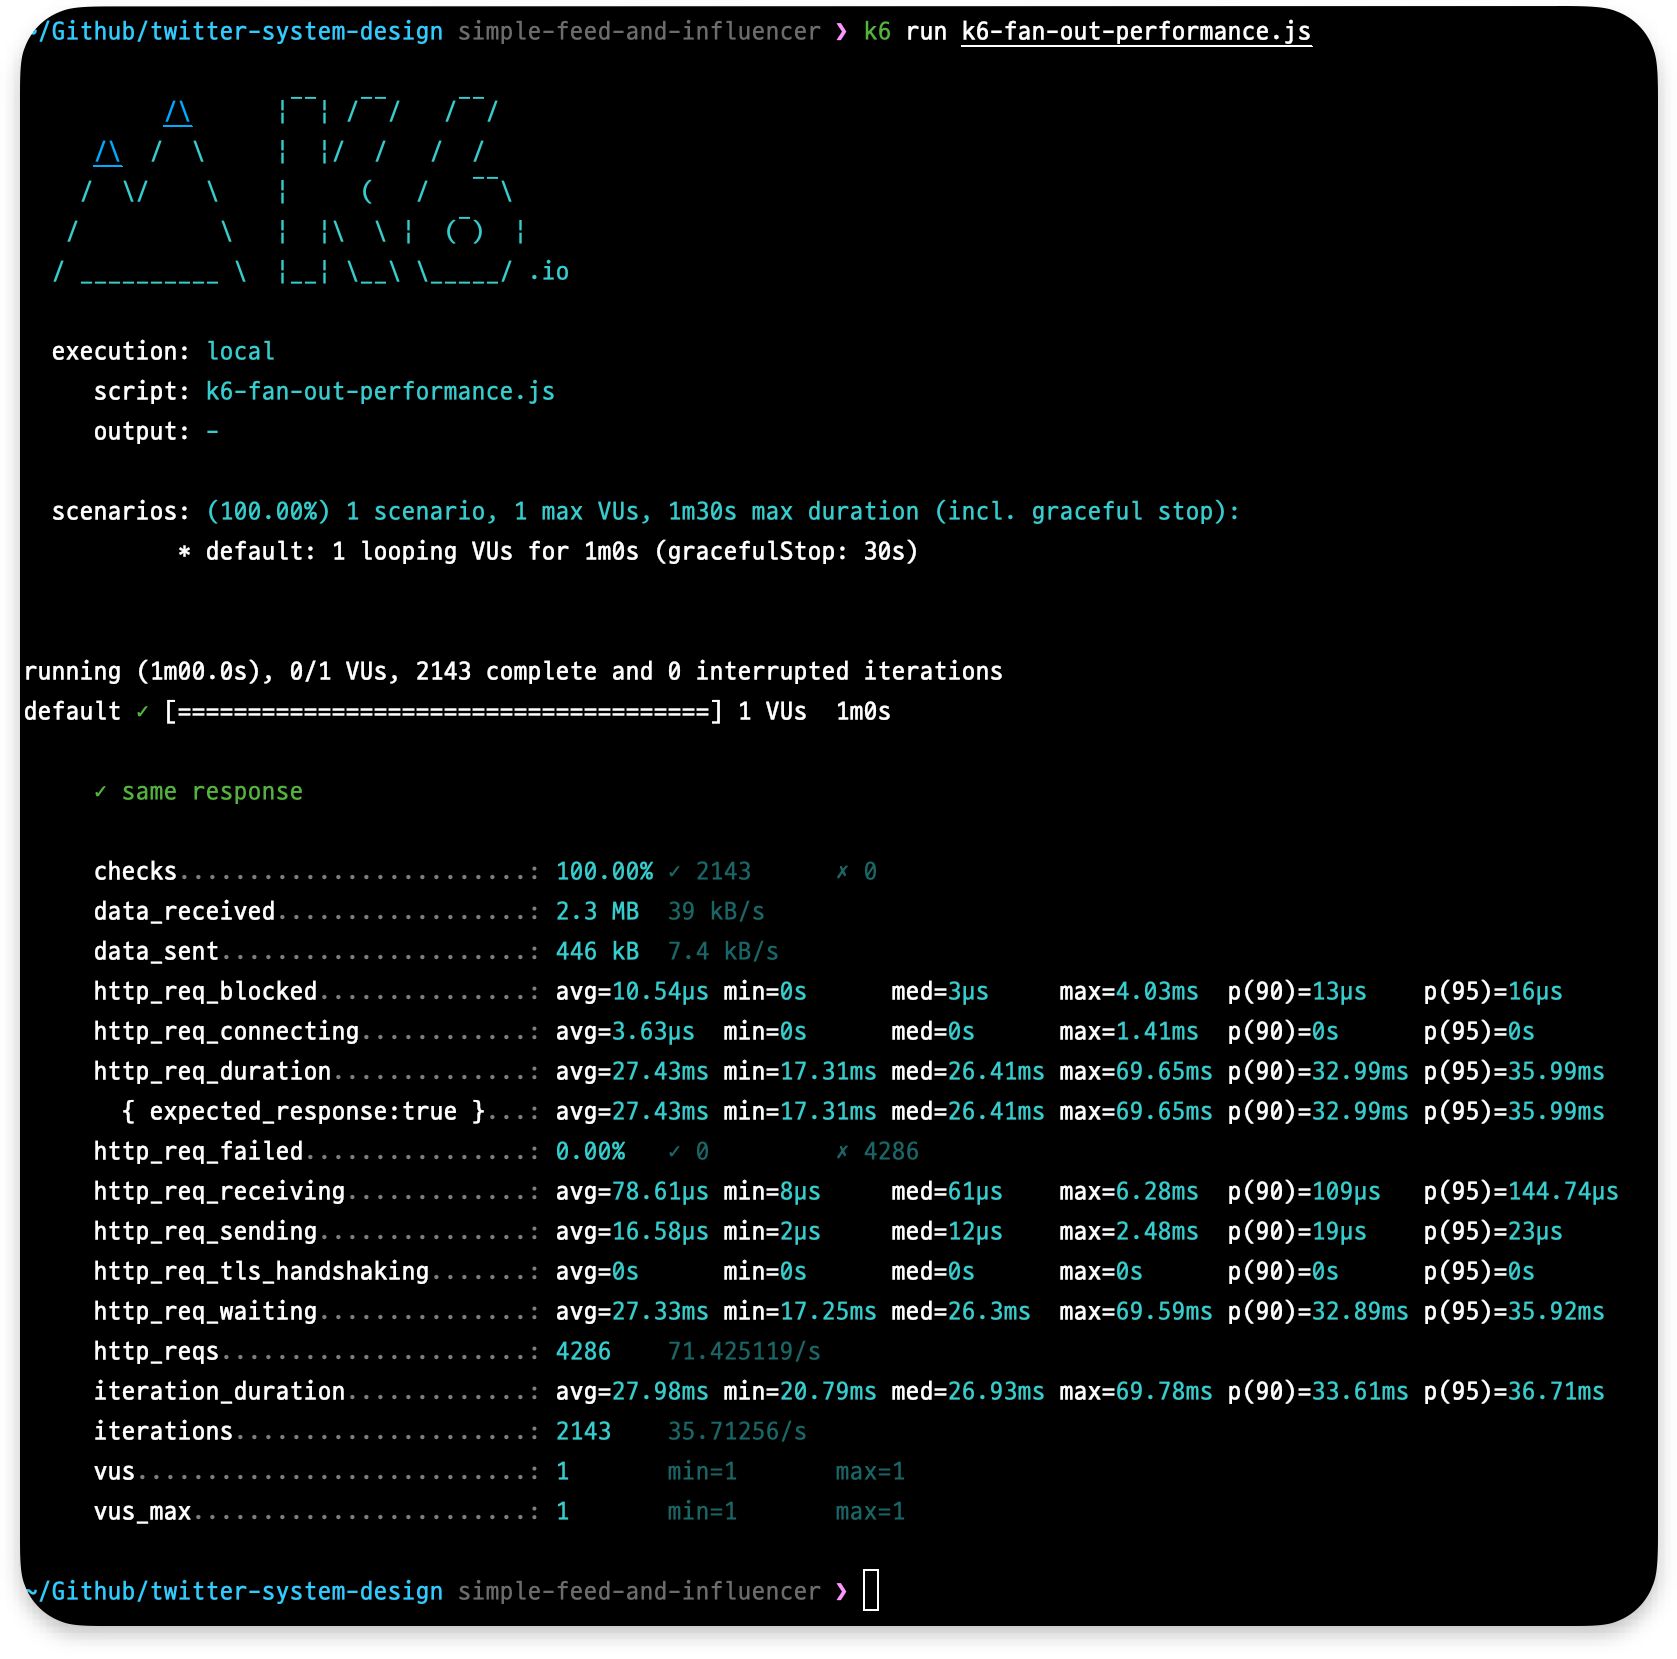 ~/Github/twitter-system-design simple-feed-and-influencer ❯ k6 run k6-fan-out-performance.js
         /\      |‾‾| /‾‾/   /‾‾/
    /\  /  \     |  |/  /   /  /
   /  \/    \    |     (   /   ‾‾\
  /          \   |  |\  \ |  (‾)  |
 / __________ \  |__| \__\ \_____/ .io
execution: local
script: k6-fan-out-performance.js
output: -
scenarios: (100.00%) 1 scenario, 1 max VUs, 1m30s max duration (incl. graceful stop):
* default: 1 looping VUs for 1m0s (gracefulStop: 30s)
running (1m00.0s), 0/1 VUs, 2143 complete and 0 interrupted iterations
default ✓ [======================================] 1 VUs  1m0s
✓ same response
checks.........................: 100.00% ✓ 2143      ✗ 0
data_received..................: 2.3 MB  39 kB/s
data_sent......................: 446 kB  7.4 kB/s
http_req_blocked...............: avg=10.54µs min=0s      med=3µs     max=4.03ms  p(90)=13µs    p(95)=16µs
http_req_connecting............: avg=3.63µs  min=0s      med=0s      max=1.41ms  p(90)=0s      p(95)=0s
http_req_duration..............: avg=27.43ms min=17.31ms med=26.41ms max=69.65ms p(90)=32.99ms p(95)=35.99ms
{ expected_response:true }...: avg=27.43ms min=17.31ms med=26.41ms max=69.65ms p(90)=32.99ms p(95)=35.99ms
http_req_failed................: 0.00%   ✓ 0         ✗ 4286
http_req_receiving.............: avg=78.61µs min=8µs     med=61µs    max=6.28ms  p(90)=109µs   p(95)=144.74µs
http_req_sending...............: avg=16.58µs min=2µs     med=12µs    max=2.48ms  p(90)=19µs    p(95)=23µs
http_req_tls_handshaking.......: avg=0s      min=0s      med=0s      max=0s      p(90)=0s      p(95)=0s
http_req_waiting...............: avg=27.33ms min=17.25ms med=26.3ms  max=69.59ms p(90)=32.89ms p(95)=35.92ms
http_reqs......................: 4286    71.425119/s
iteration_duration.............: avg=27.98ms min=20.79ms med=26.93ms max=69.78ms p(90)=33.61ms p(95)=36.71ms
iterations.....................: 2143    35.71256/s
vus............................: 1       min=1       max=1
vus_max........................: 1       min=1       max=1
~/Github/twitter-system-design simple-feed-and-influencer ❯